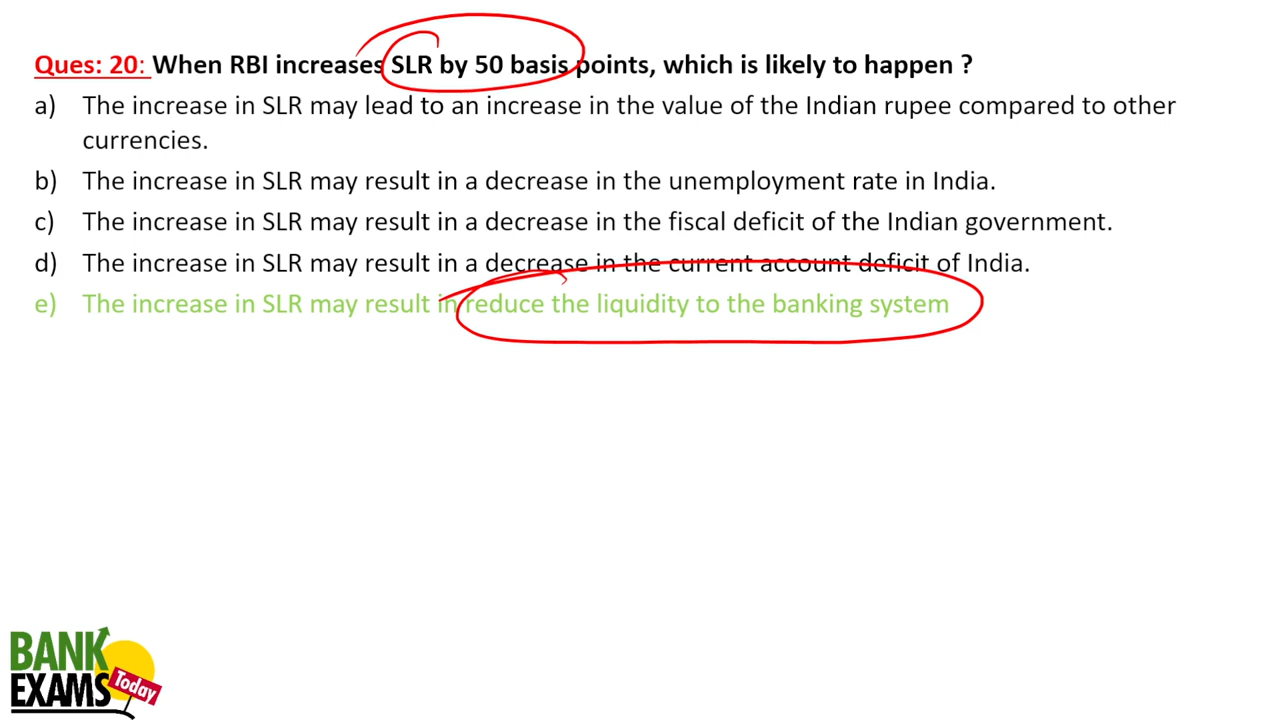 Ques: 20: When RBI increases SLR by 50 basis points, which is likely to happen ?
a) The increase in SLR may lead to an increase in the value of the Indian rupee compared to other
currencies.
b) The increase in SLR may result in a decrease in the unemployment rate in India.
c) The increase in SLR may result in a decrease in the fiscal deficit of the Indian government.
d) The increase in SLR may result in a decrease in the current account deficit of India.
e) The increase in SLR may result in reduce the liquidity to the banking system
BANK
EXAMS
Today